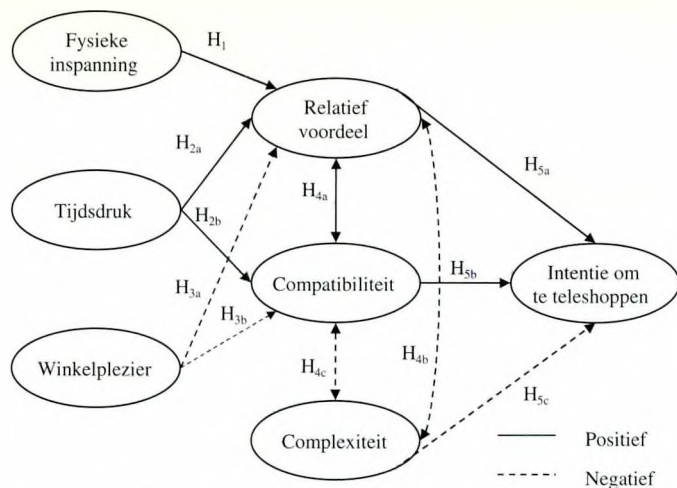 Fysieke
inspanning
H1
Relatief
voordeel
H2a
H5a
Tijdsdruk
H2b
H4a
H3a
Compatibiliteit
H5b
Intentie om
te teleshoppen
H3b
Winkelplezier
H4c
H4b
H5c
Complexiteit
Positief
Negatief